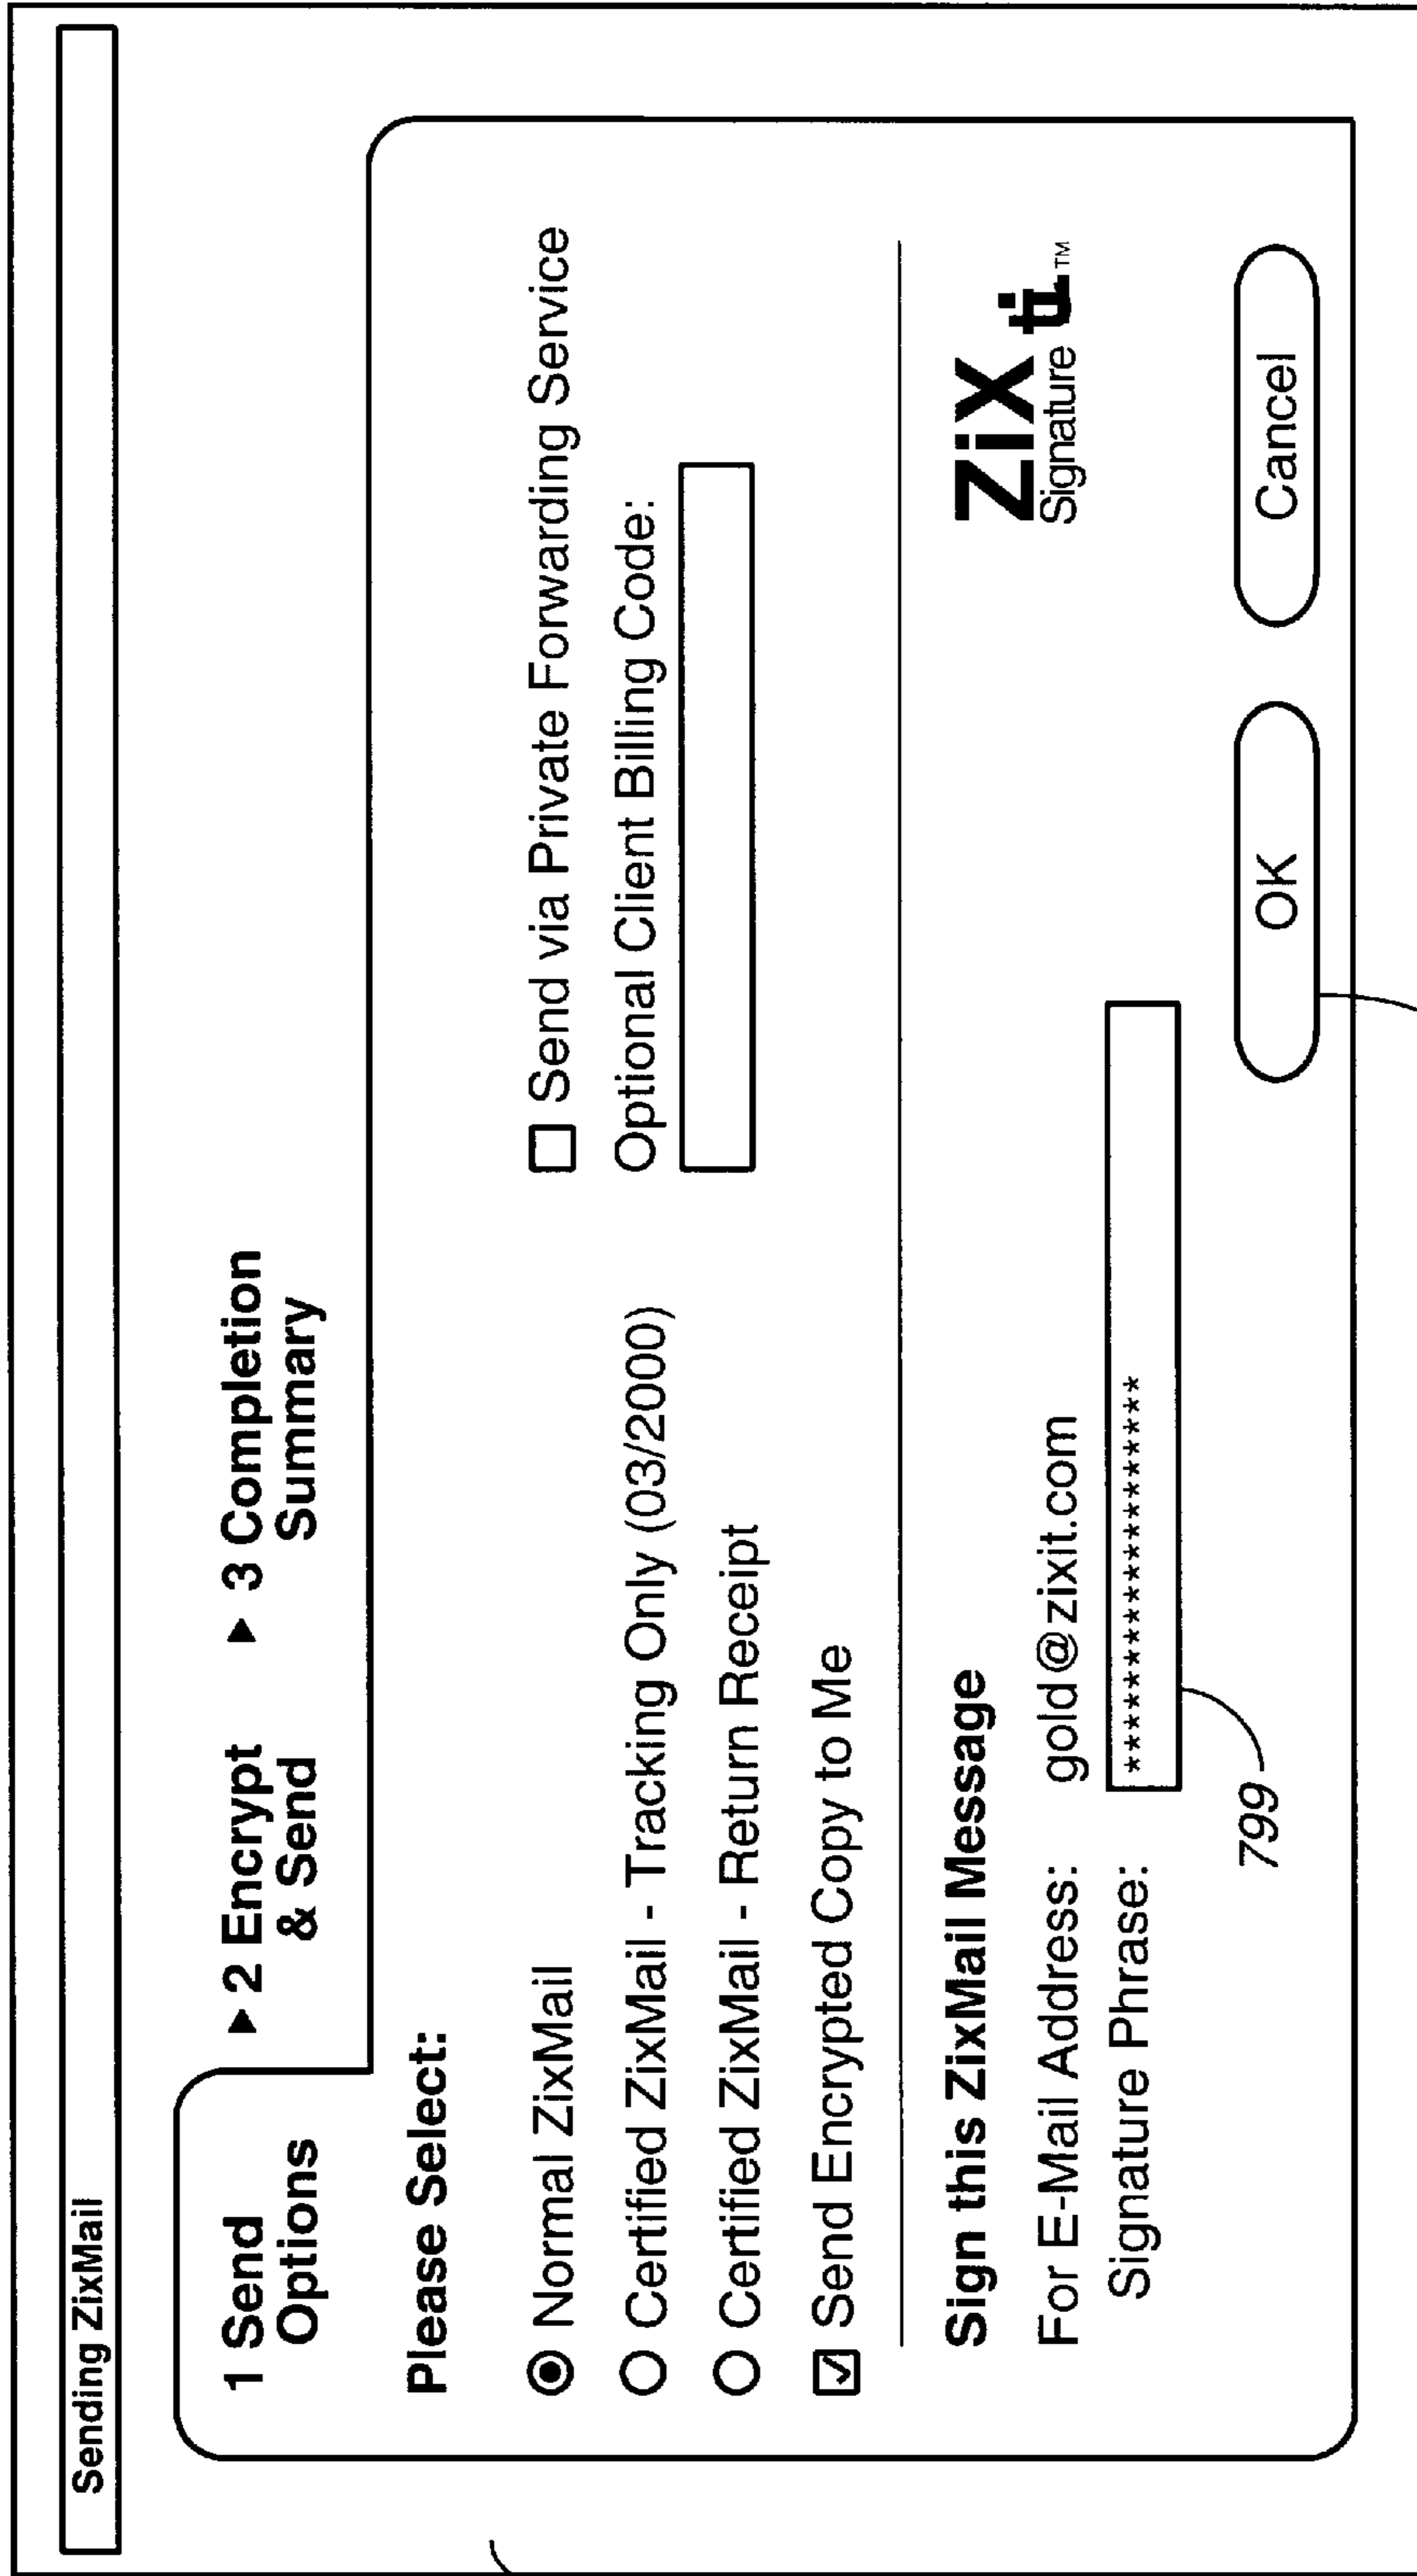 Sending ZixMail
1 Send Options
▸ 2 Encrypt & Send
▸ 3 Completion Summary
Please Select:
Normal ZixMail
Certified ZixMail - Tracking Only (03/2000)
Certified ZixMail - Return Receipt
Send Encrypted Copy to Me
Send via Private Forwarding Service
Optional Client Billing Code:
Sign this ZixMail Message
For E-Mail Address: gold@zixit.com
Signature Phrase: *******************
799
ZiX
Signature ™
OK
Cancel